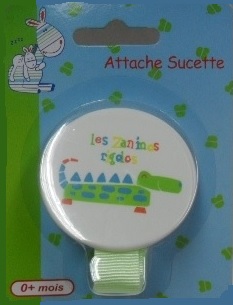 Attache Sucette
les Zanimos
rigolos
0+ mois